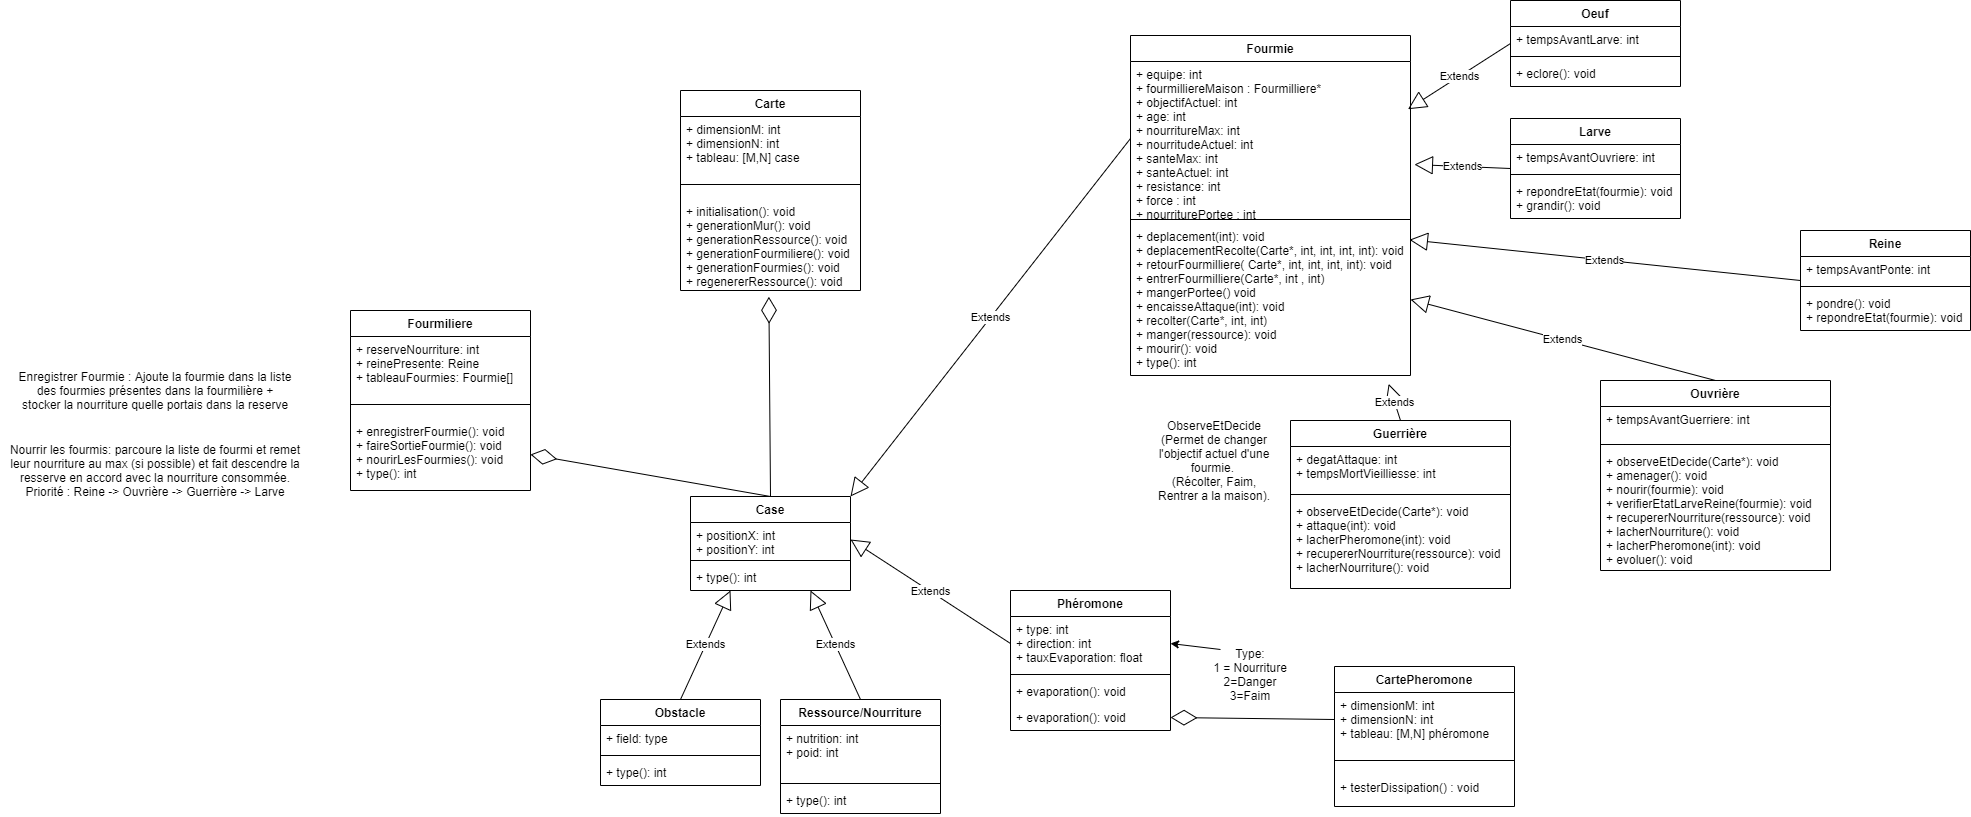 Oeuf
+ tempsAvantLarve: int
+ eclore(): void
Fourmie
+ equipe: int
+ fourmilliereMaison : Fourmilliere*
+ objectifActuel: int
+ age: int
+ nourritureMax: int
+ nourritudeActuel: int
+ santeMax: int
+ santeActuel: int
+ resistance: int
+ force : int
+ nourriturePortee : int
+ deplacement(int): void
+ deplacementRecolte(Carte*, int, int, int, int): void
+ retourFourmilliere( Carte*, int, int, int, int): void
+ entrerFourmiliere(Carte*, int , int)
+ mangerPortee() void
+ encaisseAttaque(int): void
+ recolter(Carte*, int, int)
+ manger(ressource): void
+ mourir(): void
+ type(): int
Extends
Larve
+ tempsAvantOuvriere: int
+ repondreEtat(fourmie): void
+ grandir(): void
Extends
Reine
+ tempsAvantPonte: int
+ pondre(): void
+ repondreEtat(fourmie): void
Extends
Extends
Carte
+ dimensionM: int
+ dimensionN: int
+ tableau: [M,N] case
+ initialisation(): void
+ generationMur(): void
+ generationRessource(): void
+ generationFourmiliere(): void
+ generationFourmies(): void
+ regenererRessource(): void
Extends
Fourmiliere
+ reserveNourriture: int
+ reinePresente: Reine
+ tableauFourmies: Fourmie[]
+ enregistrerFourmie(): void
+ faireSortieFourmie(): void
+ nourirLesFourmies(): void
+ type(): int
Enregistrer Fourmie : Ajoute la fourmie dans la liste
des fourmies présentes dans la fourmilière +
stocker la nourriture quelle portais dans la reserve
Nourrir les fourmis: parcoure la liste de fourmi et remet
leur nourriture au max (si possible) et fait descendre la
resserve en accord avec la nourriture consommée.
Priorité : Reine -> Ouvrière -> Guerrière -> Larve
Extends
ObserveEtDecide
(Permet de changer
l'objectif actuel d'une
fourmie.
(Récolter, Faim,
Rentrer a la maison).
Guerrière
+ degatAttaque: int
+ tempsMortVieilliesse: int
+ observeEtDecide(Carte*): void
+ attaque(int): void
+ lacherPheromone(int): void
+ recupererNourriture(ressource): void
+ lacherNourriture(): void
Ouvrière
+ tempsAvantGuerriere: int
+ observeEtDecide(Carte*): void
+ amenager(): void
+ nourir(fourmie): void
+ verifierEtatLarveReine(fourmie): void
+ recupererNourriture(ressource): void
+ lacherNourriture(): void
+ lacherPheromone(int): void
+ evoluer(): void
Case
+ positionX: int
+ positionY: int
+ type(): int
Extends
Extends
Extends
Phéromone
+ type: int
+ direction: int
+ tauxEvaporation: float
+ evaporation(): void
+ evaporation(): void
Type:
1 = Nourriture
2=Danger
3=Faim
CartePheromone
+ dimensionM: int
+ dimensionN: int
+ tableau: [M,N] phéromone
+ testerDissipation() : void
Obstacle
+ field: type
+ type(): int
Ressource/Nourriture
+ nutrition: int
+ poid: int
+ type(): int